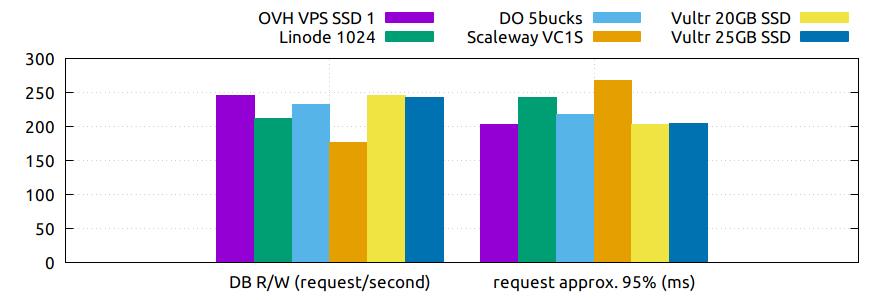 OVH VPS SSD 1 DO 5bucks Vultr 20GB SSD
Linode 1024 Scaleway VC1S Vultr 25GB SSD
300
250
200
150
100
50
0
DB R/W (request/second) request approx. 95% (ms)